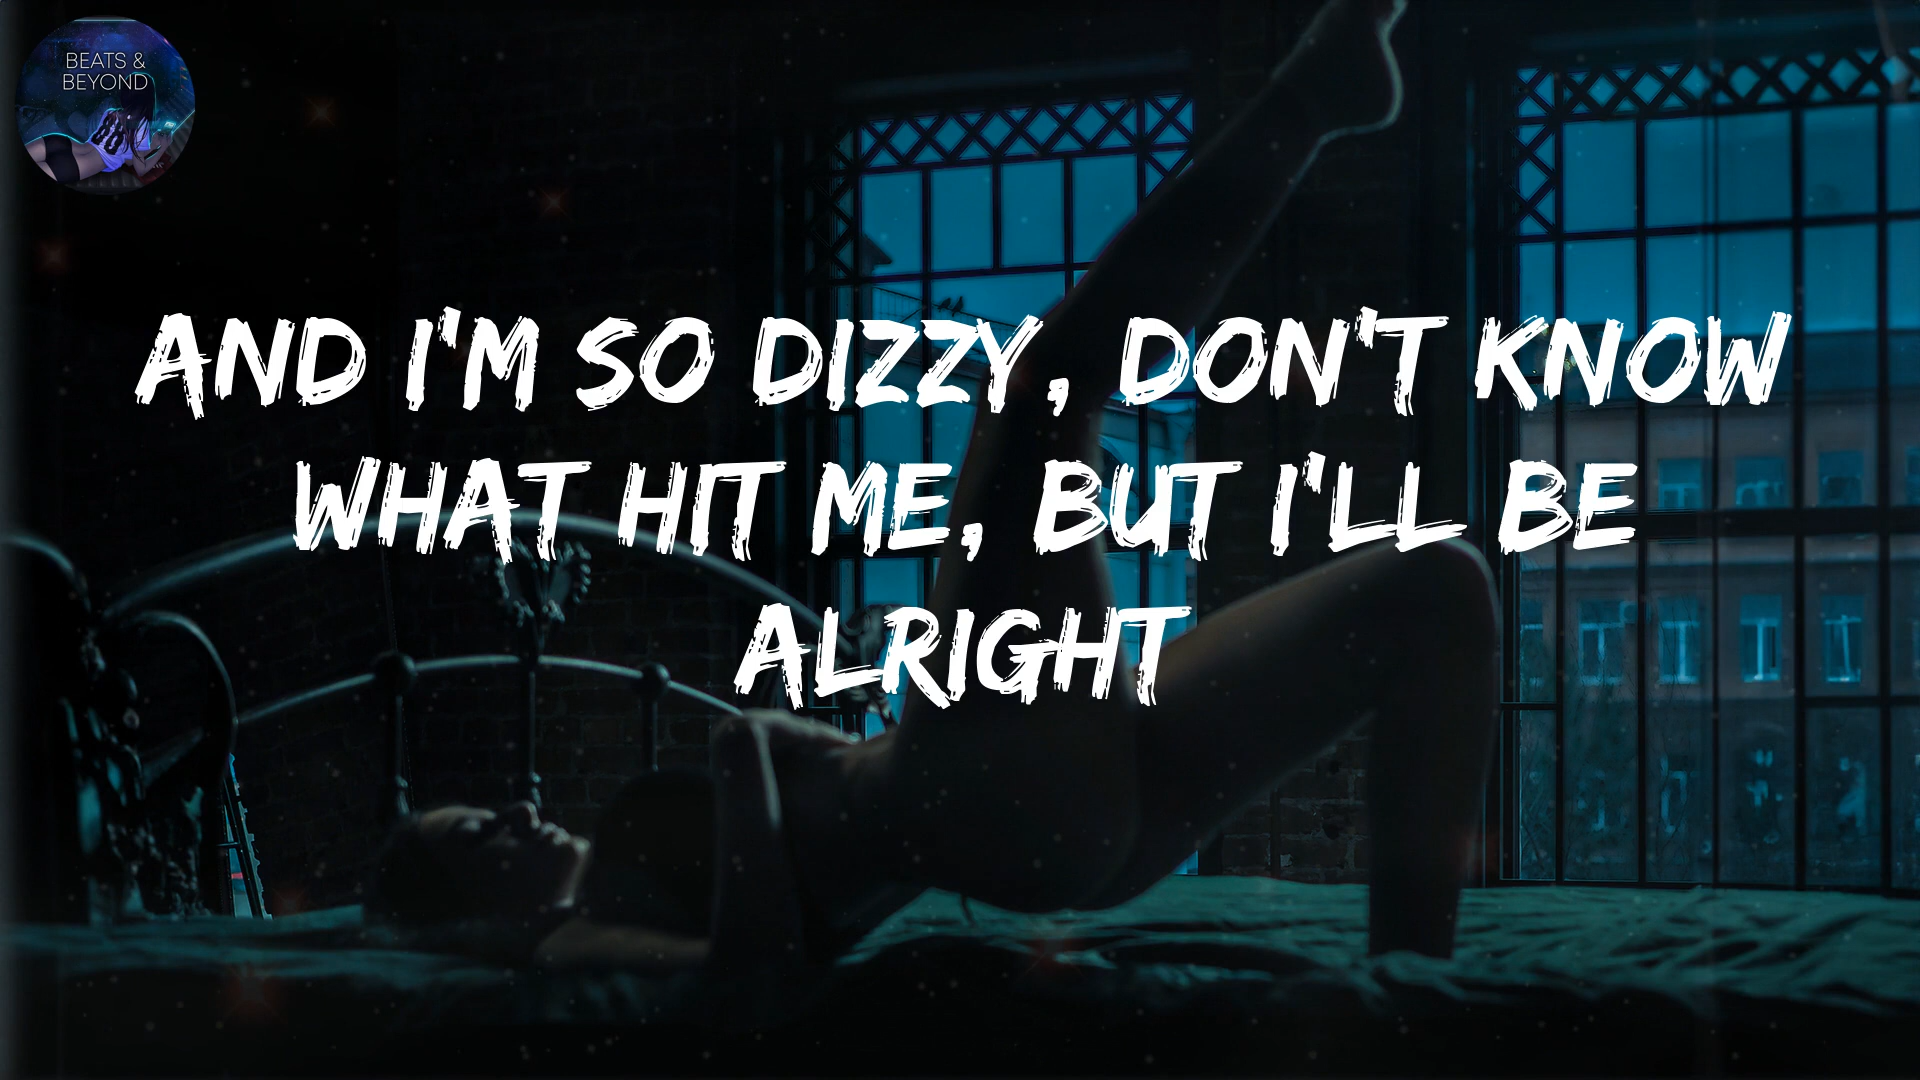 BEATS &
BEYOND
AND I'M SO DIZZY, DON'T KNOW
WHAT HIT ME, BUT I'LL BE
ALRIGHT